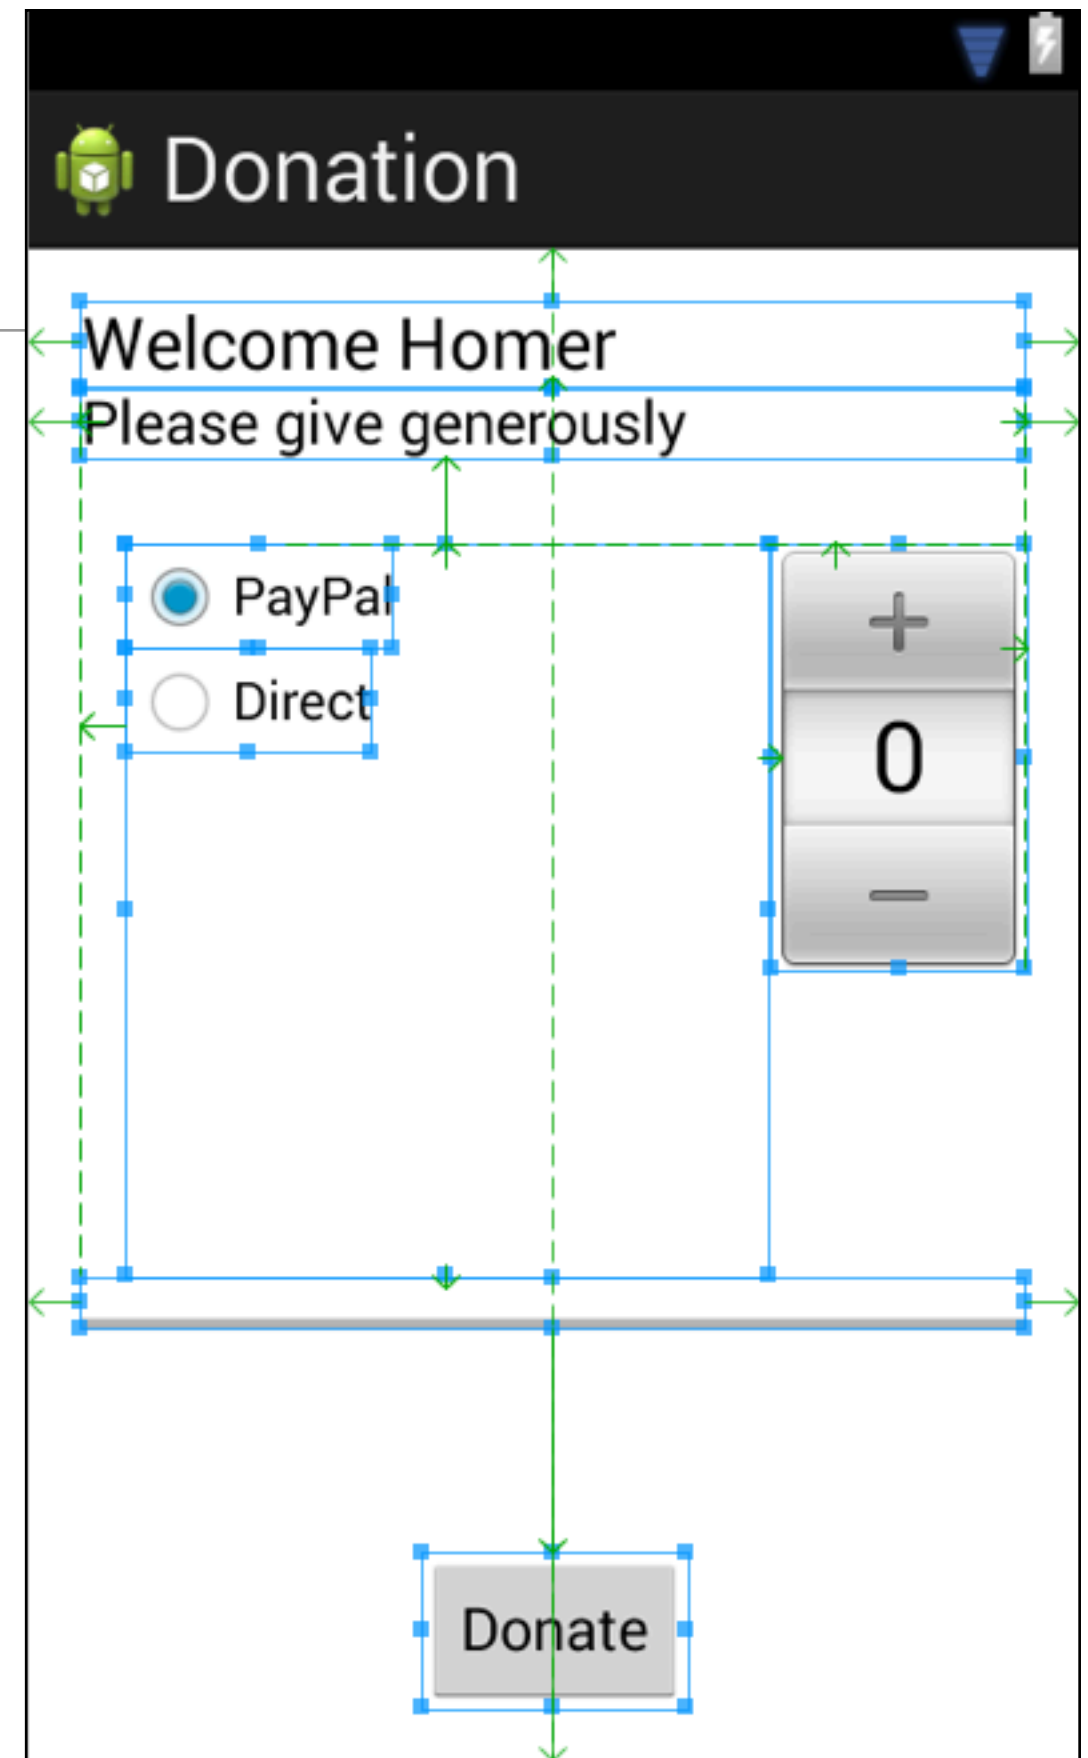 Donation
Welcome Homer
Please give generously
PayPal
+
Direct
0
−
Donate